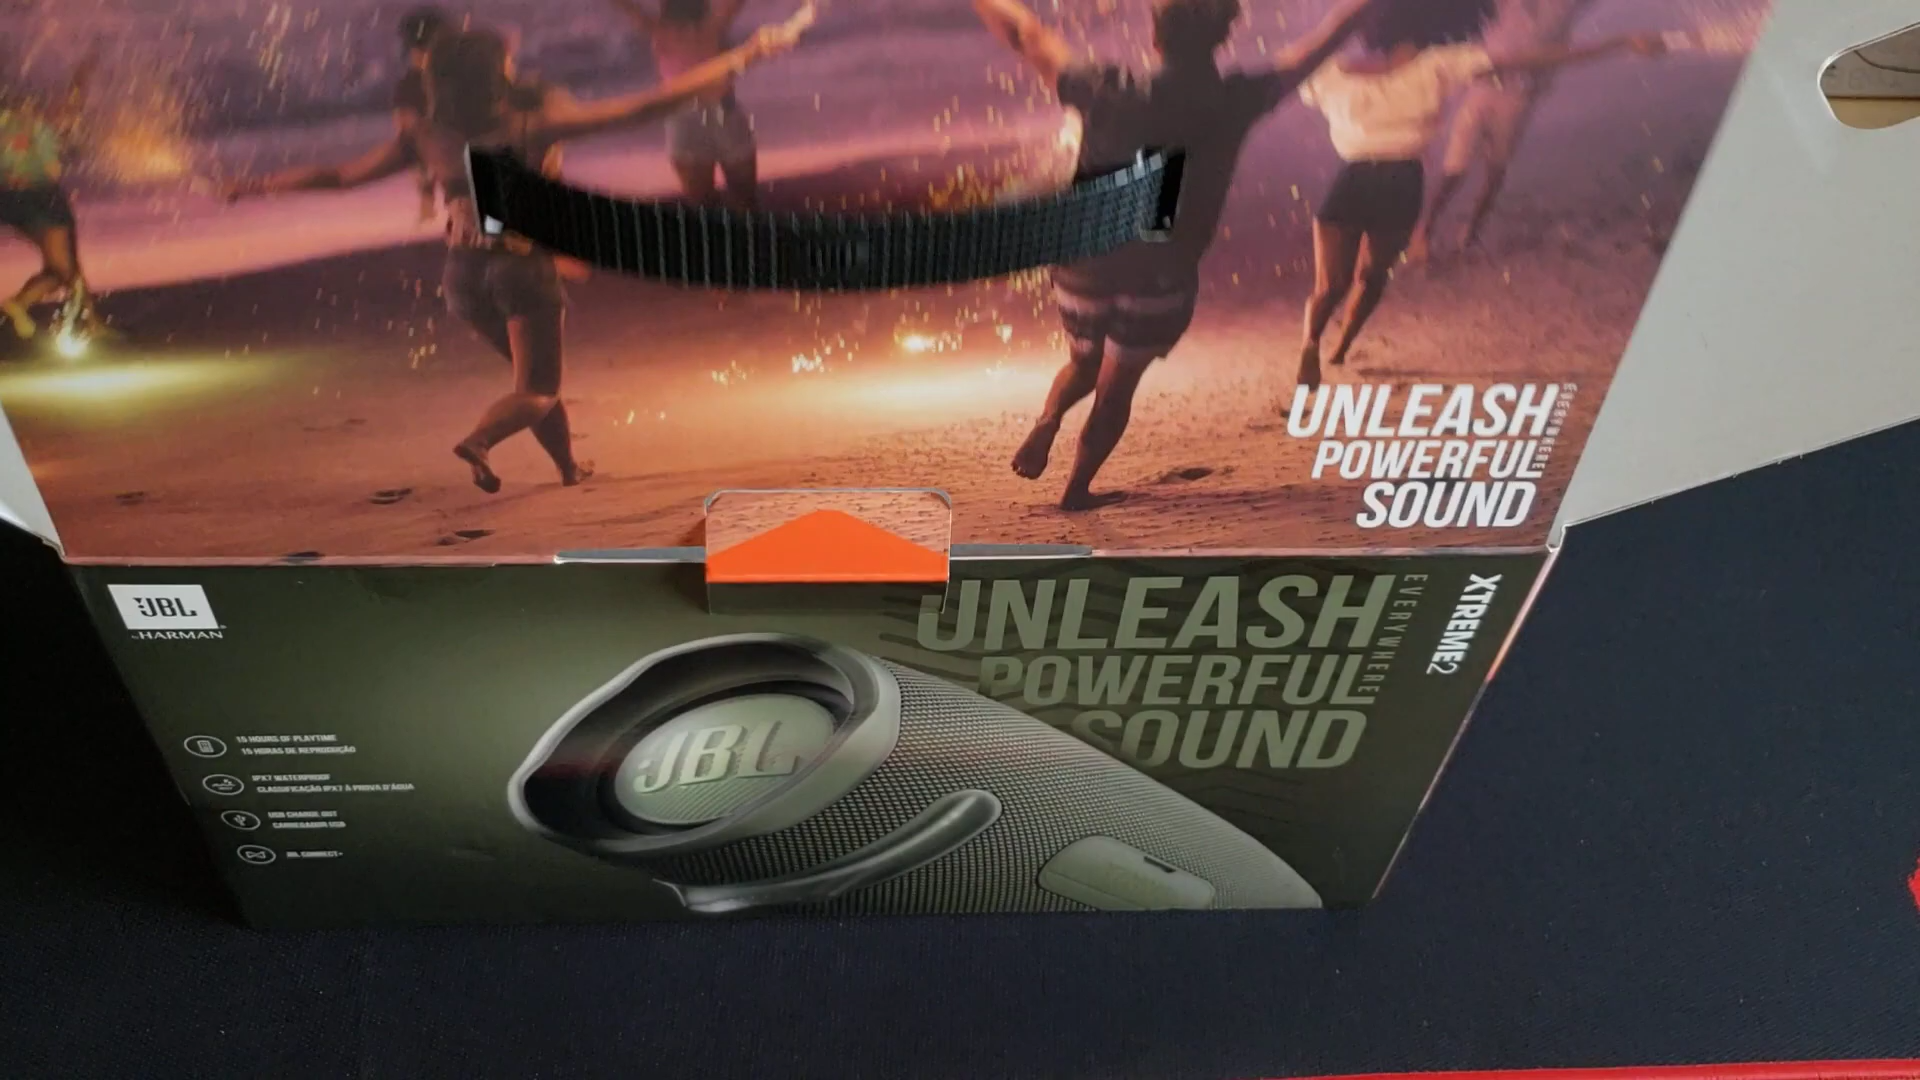 UNLEASH
EVERYWHERE
POWERFUL
SOUND
JBL
by HARMAN
UNLEASH
EVERYWHERE
POWERFUL
SOUND
XTREME2
JBL
15 HOURS OF PLAYTIME
15 HORAS DE REPRODUÇÃO
IPX7 WATERPROOF
CLASSIFICAÇÃO IPX7 À PROVA D'ÁGUA
USB CHARGE OUT
CARREGADOR USB
JBL CONNECT+